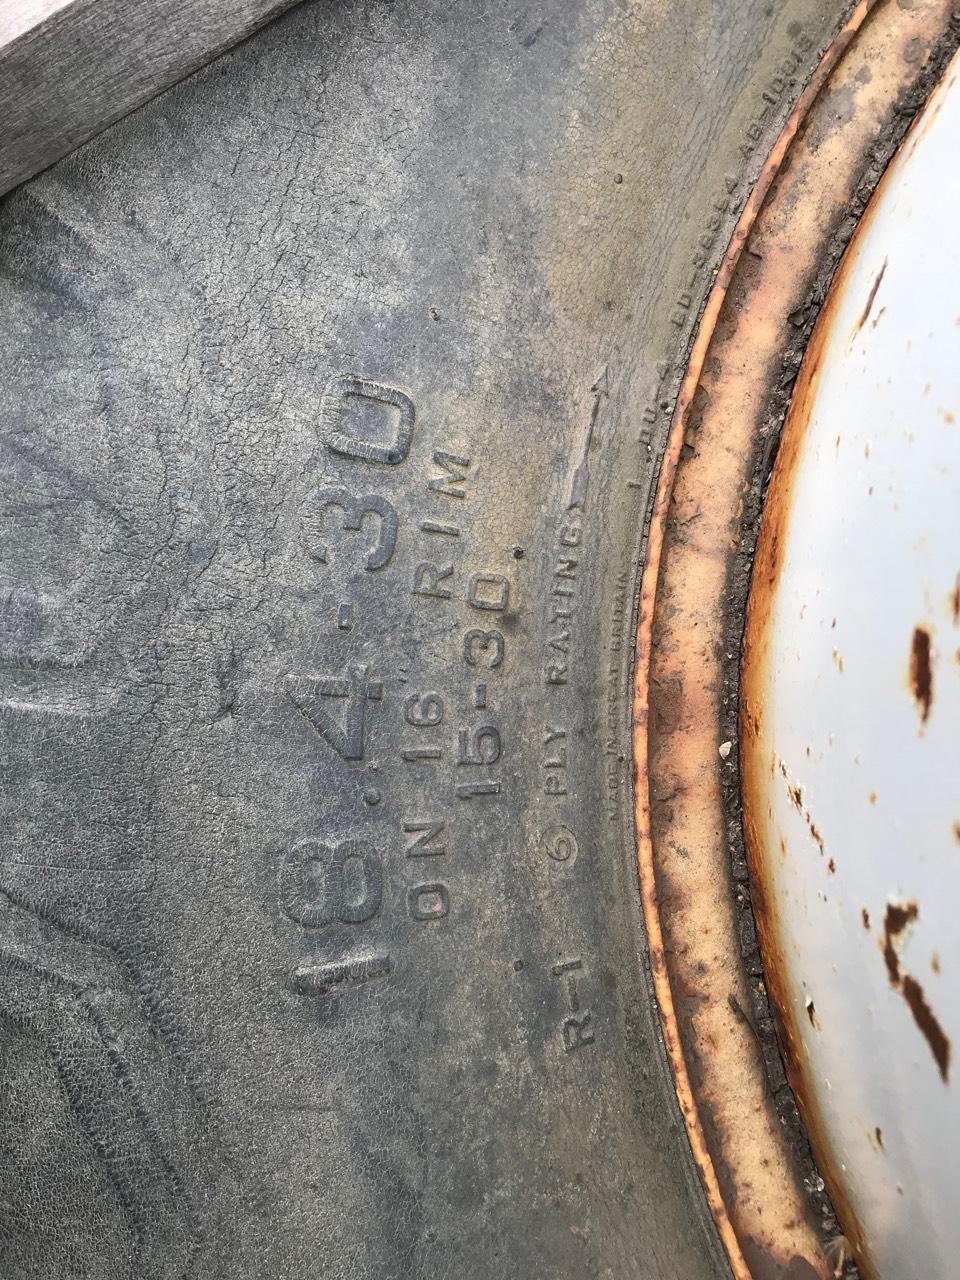 18.4-30
ON 16" RIM
15-30
R-1 6 PLY RATING
MADE IN GREAT BRITAIN